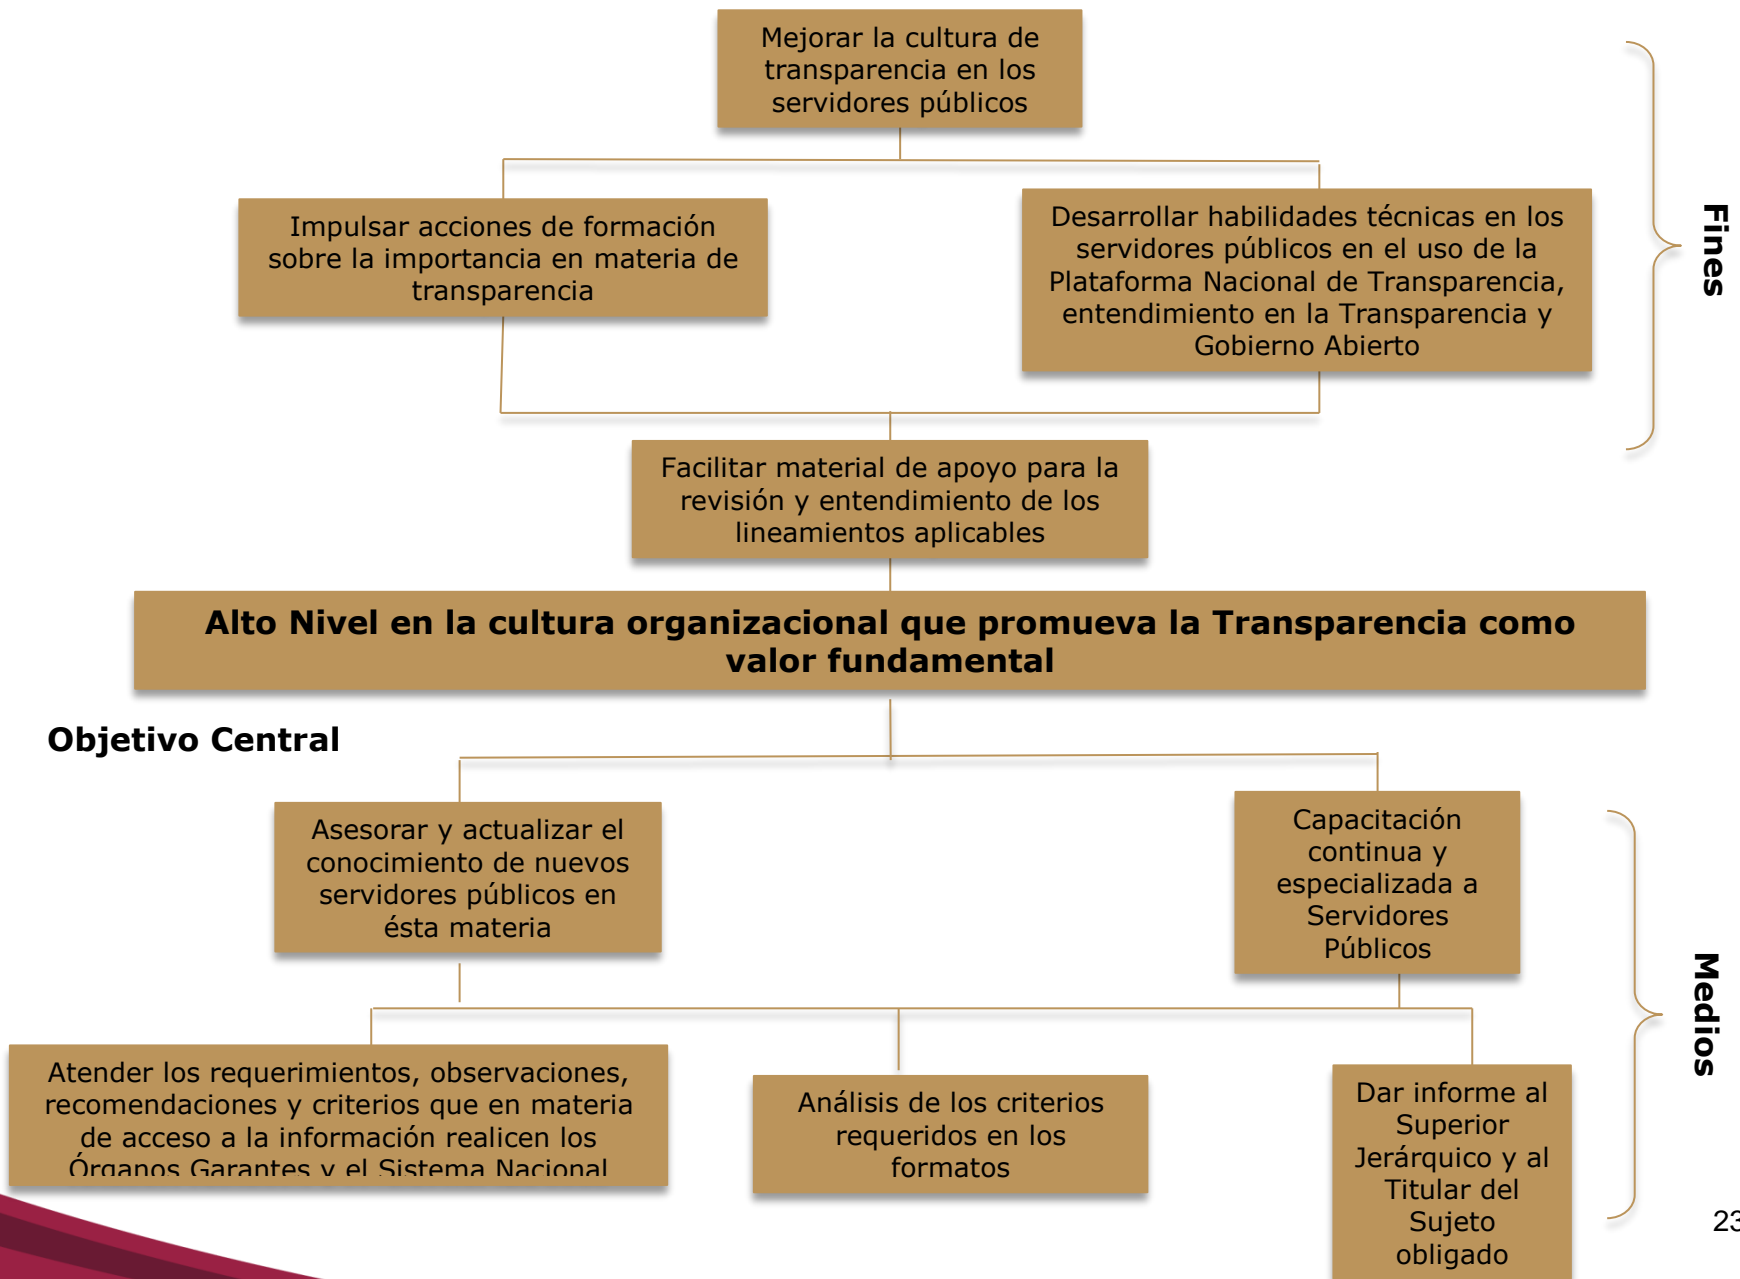 Mejorar la cultura de
transparencia en los
servidores públicos
Impulsar acciones de formación
sobre la importancia en materia de
transparencia
Desarrollar habilidades técnicas en los
servidores públicos en el uso de la
Plataforma Nacional de Transparencia,
entendimiento en la Transparencia y
Gobierno Abierto
Fines
Facilitar material de apoyo para la
revisión y entendimiento de los
lineamientos aplicables
Alto Nivel en la cultura organizacional que promueva la Transparencia como
valor fundamental
Objetivo Central
Asesorar y actualizar el
conocimiento de nuevos
servidores públicos en
ésta materia
Capacitación
continua y
especializada a
Servidores
Públicos
Medios
Atender los requerimientos, observaciones,
recomendaciones y criterios que en materia
de acceso a la información realicen los
Órganos Garantes y el Sistema Nacional
Análisis de los criterios
requeridos en los
formatos
Dar informe al
Superior
Jerárquico y al
Titular del
Sujeto
obligado
23